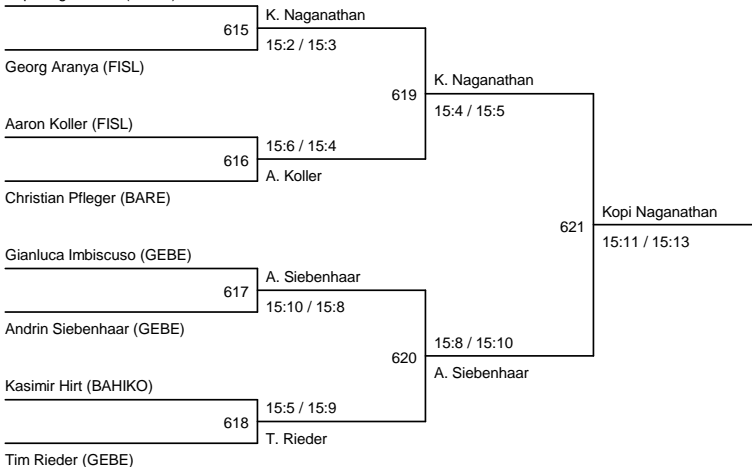 K. Naganathan
615
15:2 / 15:3
Georg Aranya (FISL)
K. Naganathan
619
15:4 / 15:5
Aaron Koller (FISL)
15:6 / 15:4
616
A. Koller
Christian Pfleger (BARE)
Kopi Naganathan
621
15:11 / 15:13
Gianluca Imbiscuso (GEBE)
A. Siebenhaar
617
15:10 / 15:8
Andrin Siebenhaar (GEBE)
15:8 / 15:10
620
A. Siebenhaar
Kasimir Hirt (BAHIKO)
15:5 / 15:9
618
T. Rieder
Tim Rieder (GEBE)